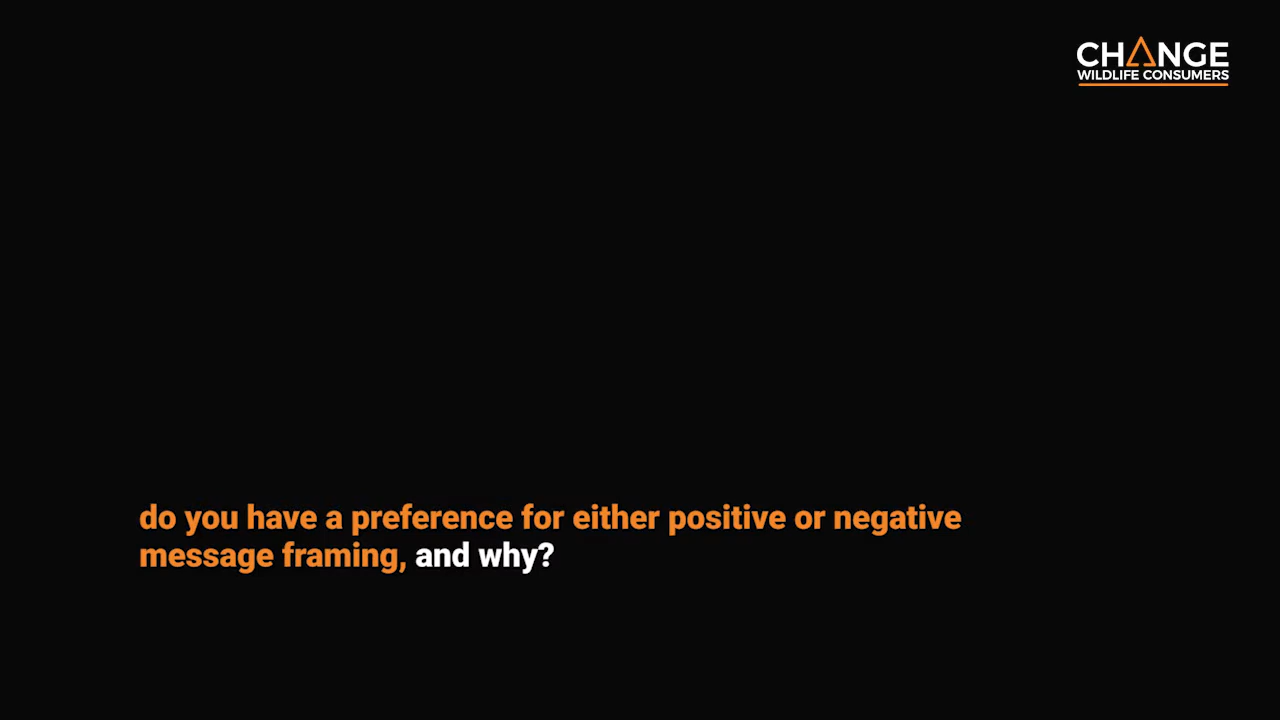 CHANGE
WILDLIFE CONSUMERS
do you have a preference for either positive or negative
message framing, and why?